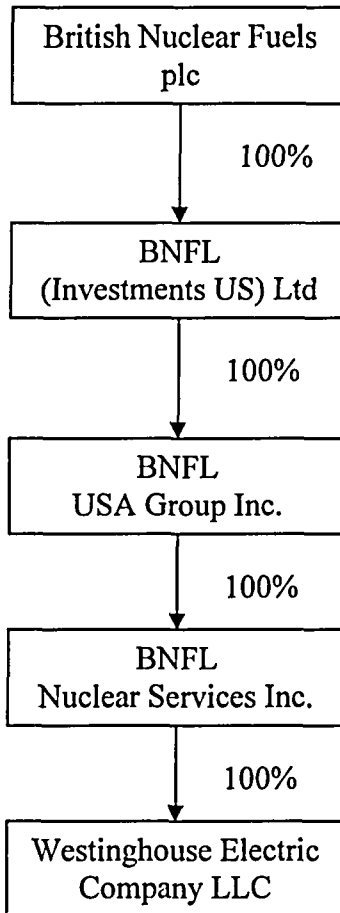 British Nuclear Fuels
plc
100%
BNFL
(Investments US) Ltd
100%
BNFL
USA Group Inc.
100%
BNFL
Nuclear Services Inc.
100%
Westinghouse Electric
Company LLC